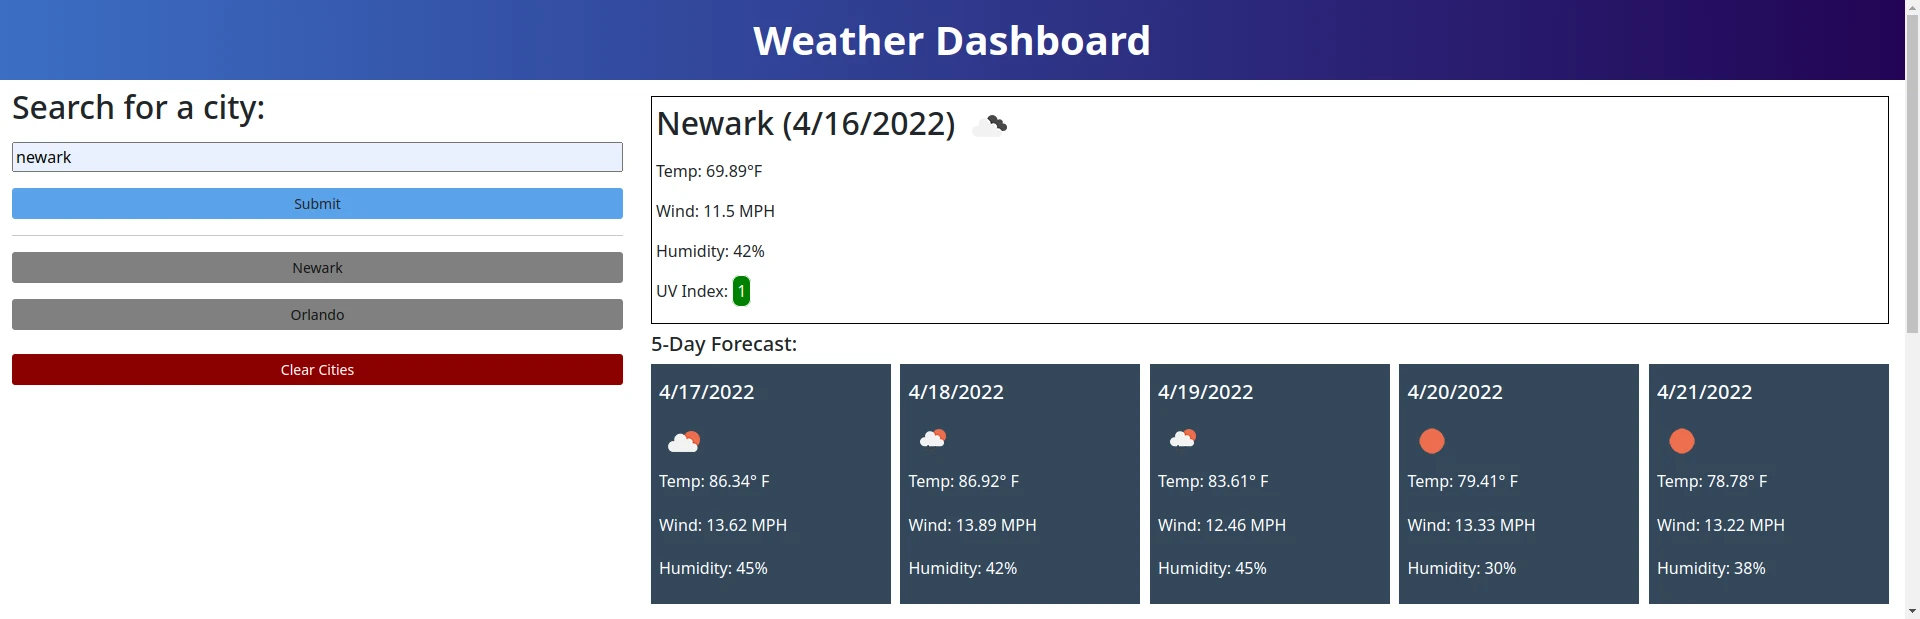 Weather Dashboard
Search for a city:
newark
Submit
Newark
Orlando
Clear Cities
Newark (4/16/2022)
Temp: 69.89°F
Wind: 11.5 MPH
Humidity: 42%
UV Index: 1
5-Day Forecast:
4/17/2022
Temp: 86.34° F
Wind: 13.62 MPH
Humidity: 45%
4/18/2022
Temp: 86.92° F
Wind: 13.89 MPH
Humidity: 42%
4/19/2022
Temp: 83.61° F
Wind: 12.46 MPH
Humidity: 45%
4/20/2022
Temp: 79.41° F
Wind: 13.33 MPH
Humidity: 30%
4/21/2022
Temp: 78.78° F
Wind: 13.22 MPH
Humidity: 38%